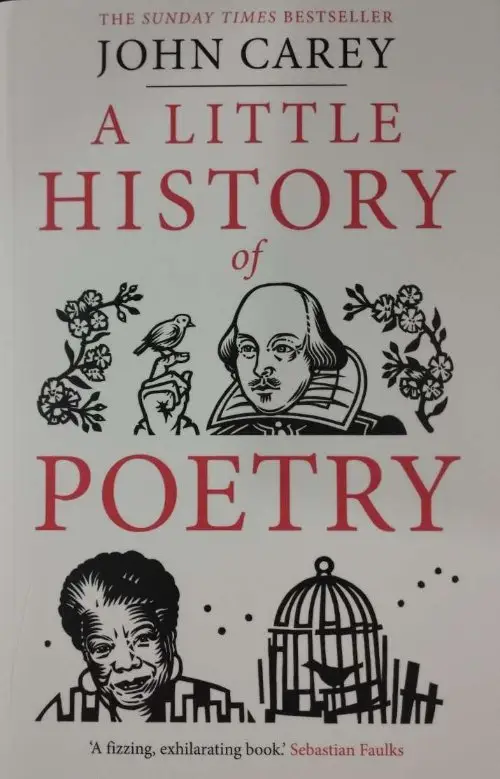 THE SUNDAY TIMES BESTSELLER
JOHN CAREY
A LITTLE
HISTORY
of
POETRY
‘A fizzing, exhilarating book.’ Sebastian Faulks